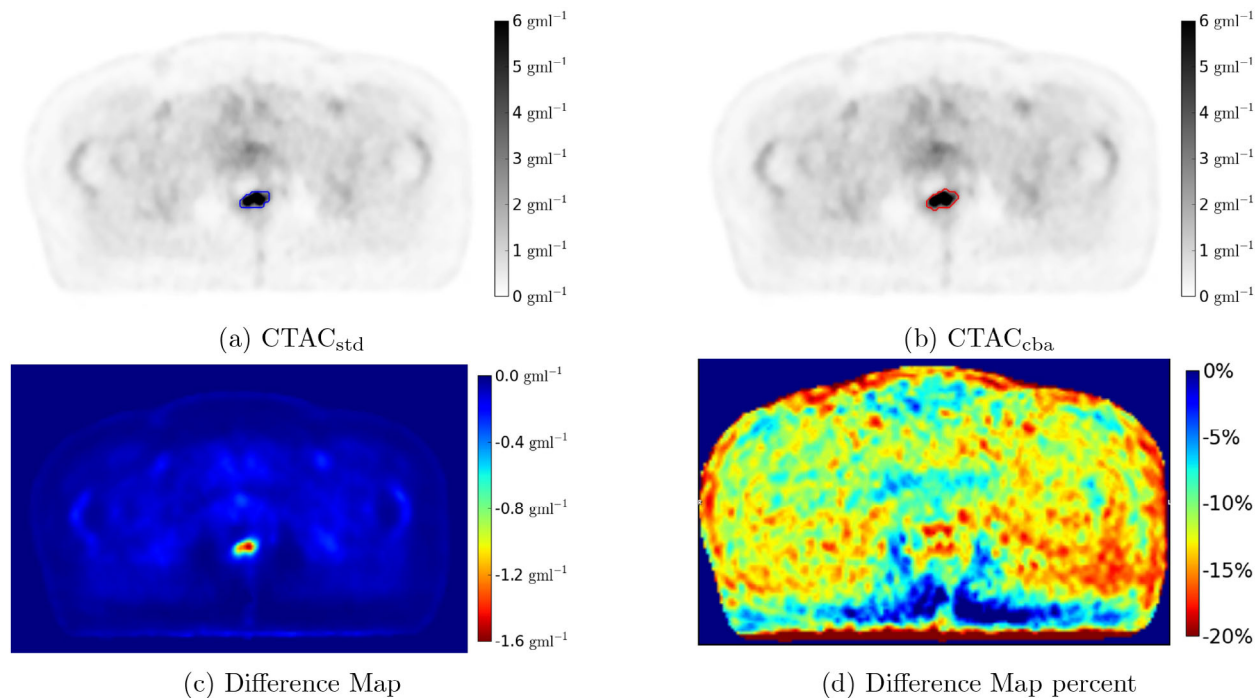 6 gml⁻¹
5 gml⁻¹
4 gml⁻¹
3 gml⁻¹
2 gml⁻¹
1 gml⁻¹
0 gml⁻¹
(a) CTAC_std
6 gml⁻¹
5 gml⁻¹
4 gml⁻¹
3 gml⁻¹
2 gml⁻¹
1 gml⁻¹
0 gml⁻¹
(b) CTAC_cba
0.0 gml⁻¹
-0.4 gml⁻¹
-0.8 gml⁻¹
-1.2 gml⁻¹
-1.6 gml⁻¹
(c) Difference Map
0%
-5%
-10%
-15%
-20%
(d) Difference Map percent